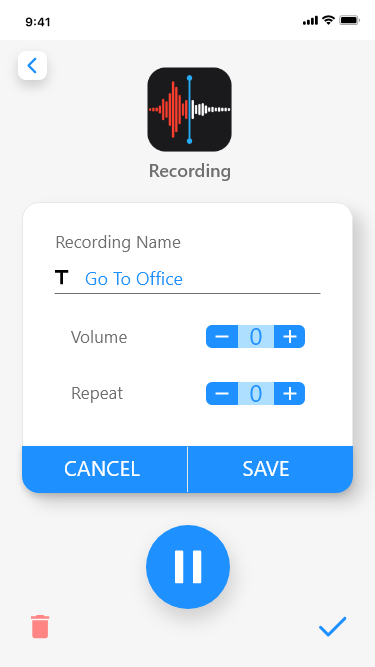 9:41
Recording
Recording Name
T Go To Office
Volume − 0 +
Repeat − 0 +
CANCEL SAVE